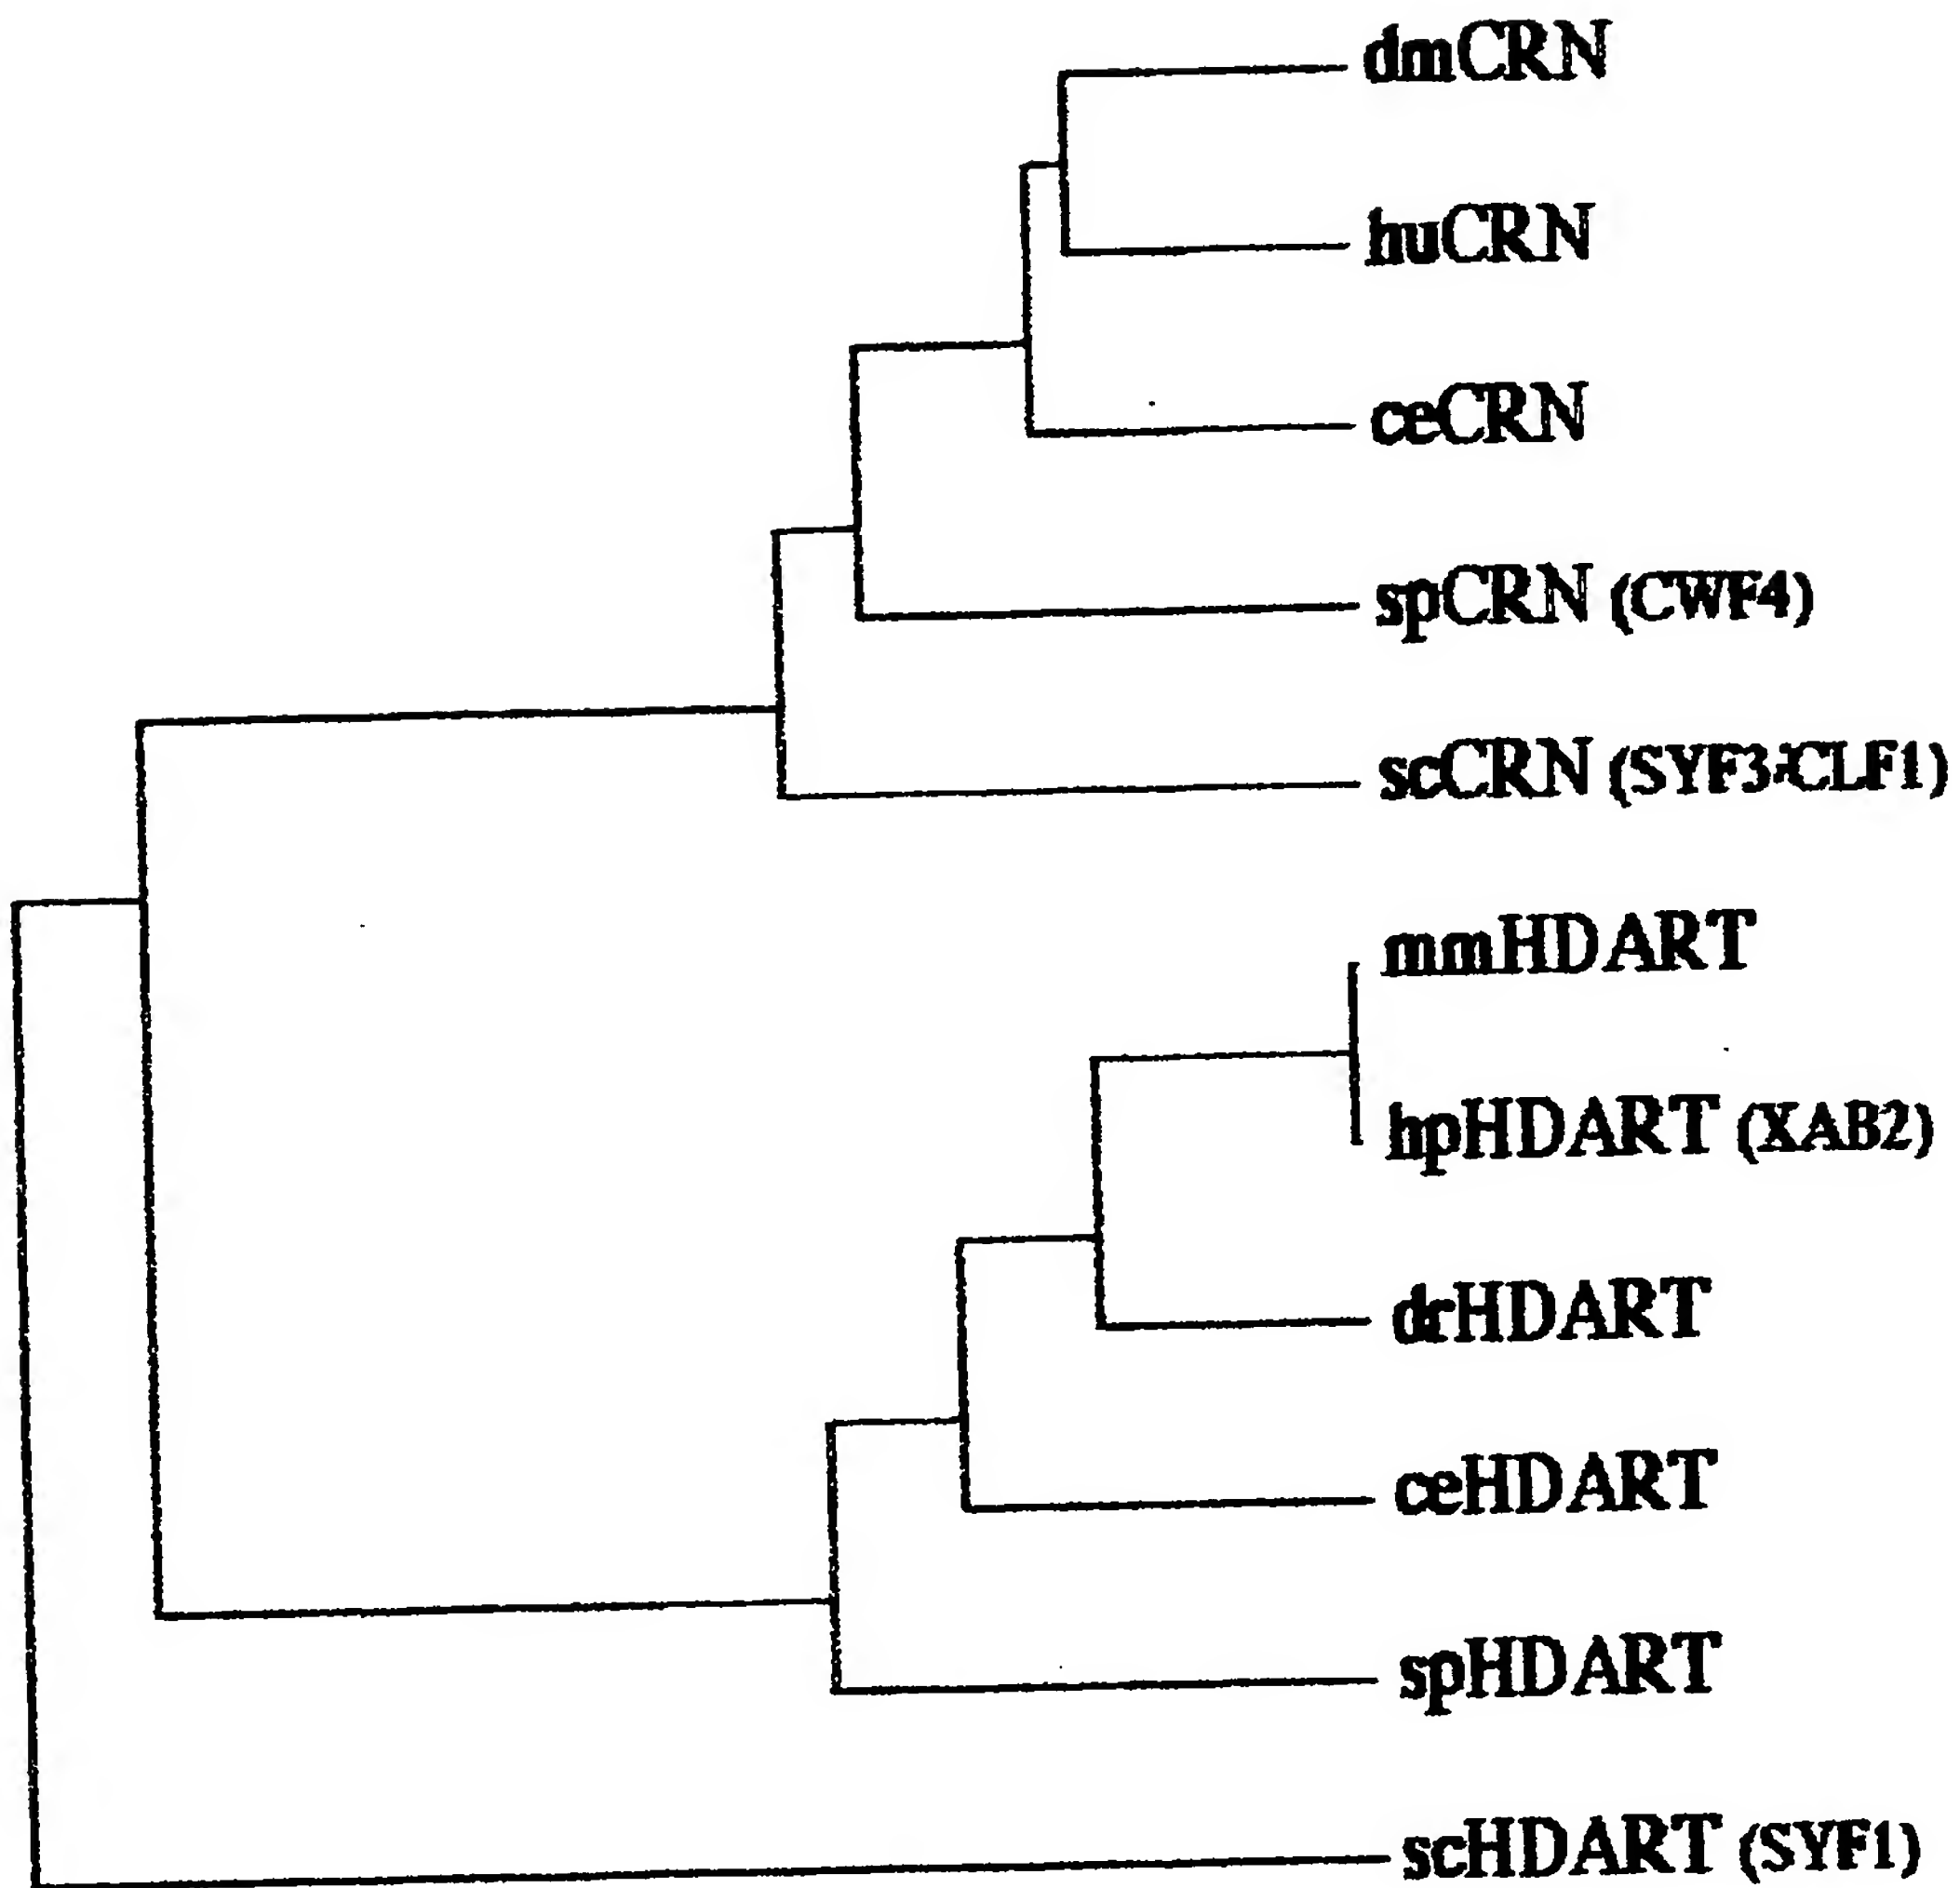 dmCRN
huCRN
ceCRN
spCRN (CWF4)
scCRN (SYF3/CLF1)
mmHDART
hpHDART (XAB2)
drHDART
ceHDART
spHDART
scHDART (SYF1)